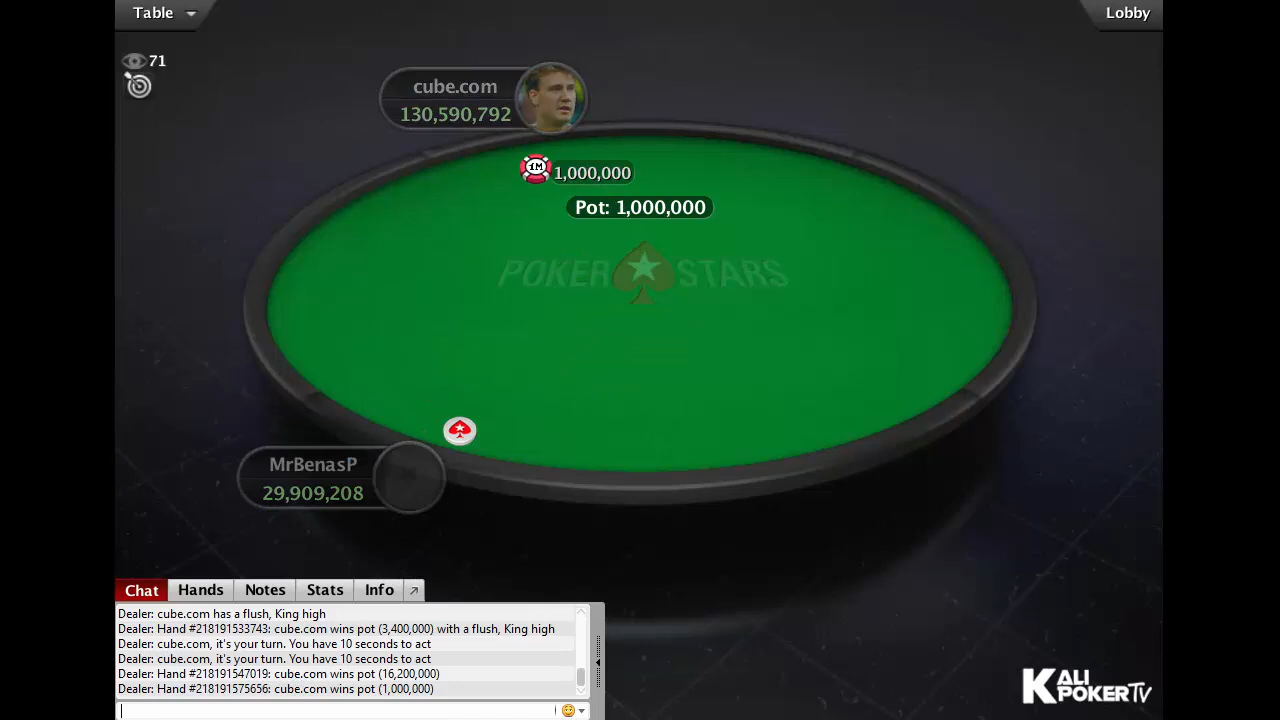 Table
Lobby
71
cube.com
130,590,792
1M
1,000,000
Pot: 1,000,000
POKER STARS
MrBenasP
29,909,208
Chat Hands Notes Stats Info
Dealer: cube.com has a flush, King high
Dealer: Hand #218191533743: cube.com wins pot (3,400,000) with a flush, King high
Dealer: cube.com, it's your turn. You have 10 seconds to act
Dealer: cube.com, it's your turn. You have 10 seconds to act
Dealer: Hand #218191547019: cube.com wins pot (16,200,000)
Dealer: Hand #218191575656: cube.com wins pot (1,000,000)
KALI
POKERTV